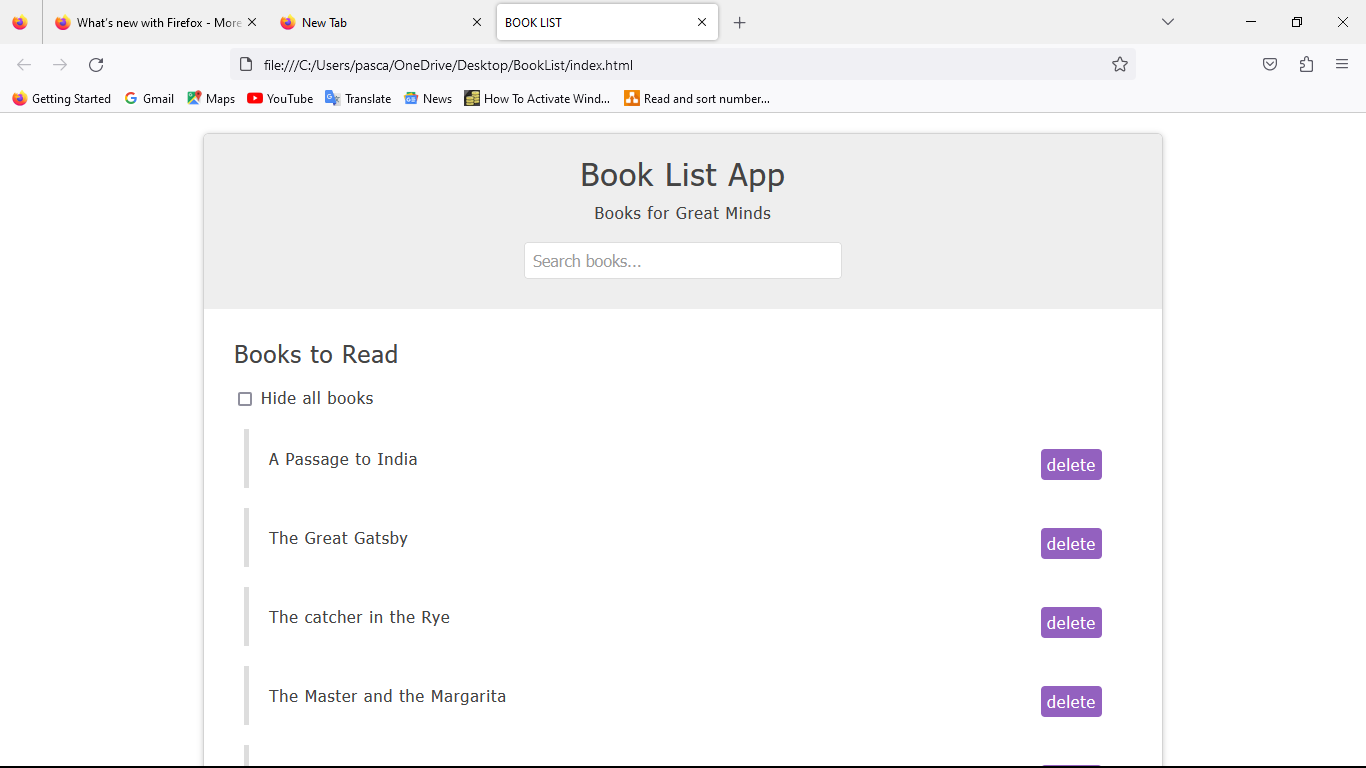 What's new with Firefox - More
New Tab
BOOK LIST
file:///C:/Users/pasca/OneDrive/Desktop/BookList/index.html
Getting Started
Gmail
Maps
YouTube
Translate
News
How To Activate Wind...
Read and sort number...
Book List App
Books for Great Minds
Search books...
Books to Read
Hide all books
A Passage to India
delete
The Great Gatsby
delete
The catcher in the Rye
delete
The Master and the Margarita
delete